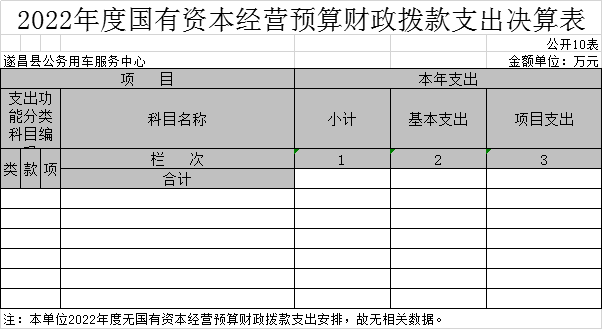 2022年度国有资本经营预算财政拨款支出决算表
公开10表
遂昌县公务用车服务中心 金额单位：万元
项 目 本年支出
支出功能分类科目编 科目名称 小计 基本支出 项目支出
类 款 项 栏 次 1 2 3
合计
注：本单位2022年度无国有资本经营预算财政拨款支出安排，故无相关数据。